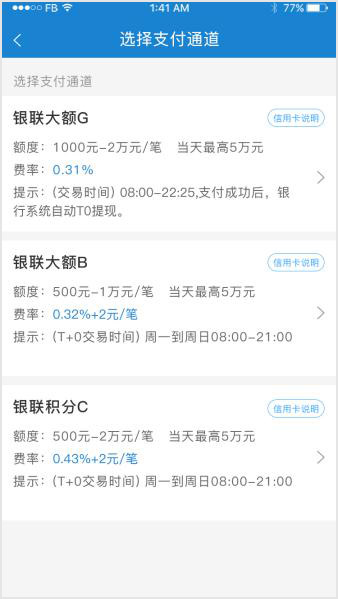 FB 1:41 AM 77%
选择支付通道
选择支付通道
银联大额G 信用卡说明
额度：1000元-2万元/笔 当天最高5万元
费率：0.31%
提示：(交易时间) 08:00-22:25,支付成功后，银
行系统自动T0提现。
银联大额B 信用卡说明
额度：500元-1万元/笔 当天最高5万元
费率：0.32%+2元/笔
提示：(T+0交易时间) 周一到周日08:00-21:00
银联积分C 信用卡说明
额度：500元-2万元/笔 当天最高5万元
费率：0.43%+2元/笔
提示：(T+0交易时间) 周一到周日08:00-21:00